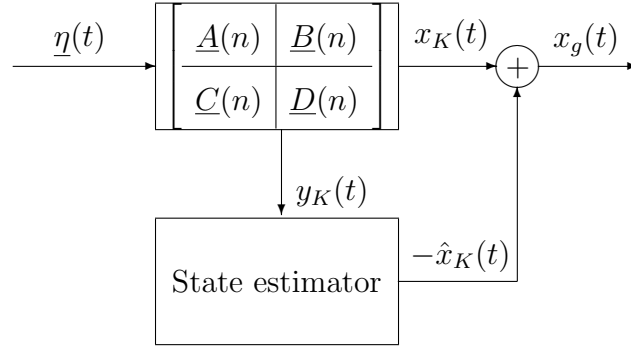 η(t)
A(n) B(n)
C(n) D(n)
x_K(t)
+
x_g(t)
y_K(t)
State estimator
−x̂_K(t)